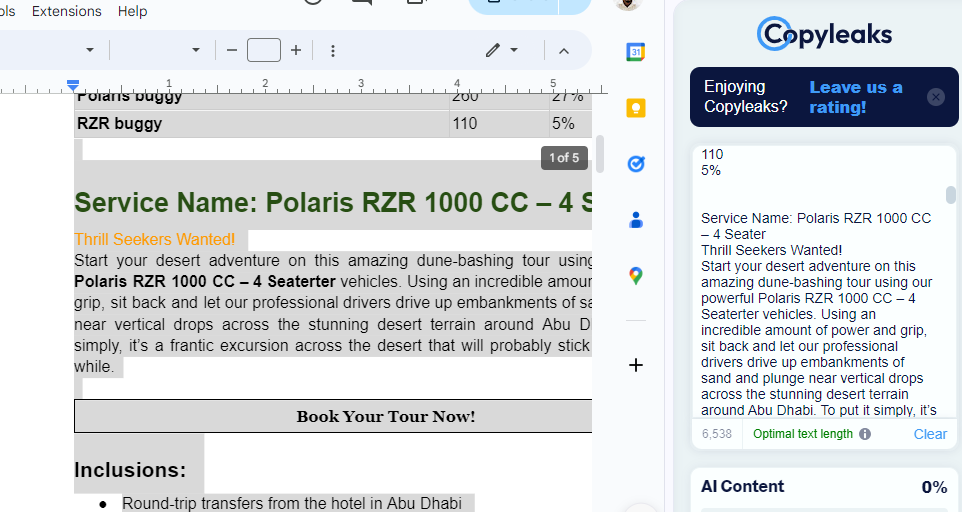 ols Extensions Help
1 2 3 4 5
Polaris buggy 260 27%
RZR buggy 110 5%
1 of 5
Service Name: Polaris RZR 1000 CC – 4 S
Thrill Seekers Wanted!
Start your desert adventure on this amazing dune-bashing tour using
Polaris RZR 1000 CC – 4 Seaterter vehicles. Using an incredible amour
grip, sit back and let our professional drivers drive up embankments of sa
near vertical drops across the stunning desert terrain around Abu D
simply, it’s a frantic excursion across the desert that will probably stick
while.
Book Your Tour Now!
Inclusions:
● Round-trip transfers from the hotel in Abu Dhabi
31
Copyleaks
Enjoying
Copyleaks?
Leave us a
rating!
110
5%
Service Name: Polaris RZR 1000 CC
– 4 Seater
Thrill Seekers Wanted!
Start your desert adventure on this
amazing dune-bashing tour using our
powerful Polaris RZR 1000 CC – 4
Seaterter vehicles. Using an
incredible amount of power and grip,
sit back and let our professional
drivers drive up embankments of
sand and plunge near vertical drops
across the stunning desert terrain
around Abu Dhabi. To put it simply, it’s
6,538 Optimal text length Clear
AI Content 0%